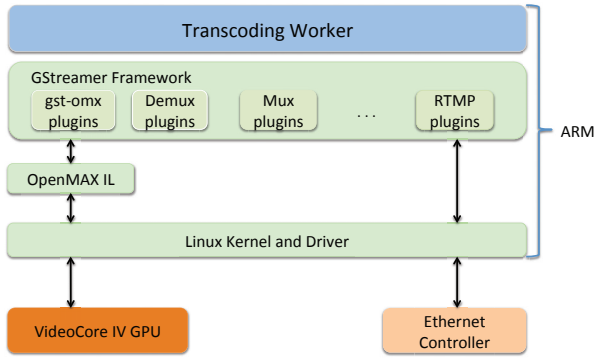 Transcoding Worker
GStreamer Framework
gst-omx
plugins
Demux
plugins
Mux
plugins
...
RTMP
plugins
ARM
OpenMAX IL
Linux Kernel and Driver
VideoCore IV GPU
Ethernet
Controller